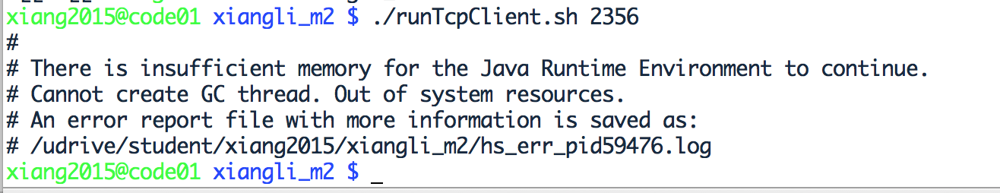 xiang2015@code01 xiangli_m2 $ ./runTcpClient.sh 2356
#
# There is insufficient memory for the Java Runtime Environment to continue.
# Cannot create GC thread. Out of system resources.
# An error report file with more information is saved as:
# /udrive/student/xiang2015/xiangli_m2/hs_err_pid59476.log
xiang2015@code01 xiangli_m2 $ _